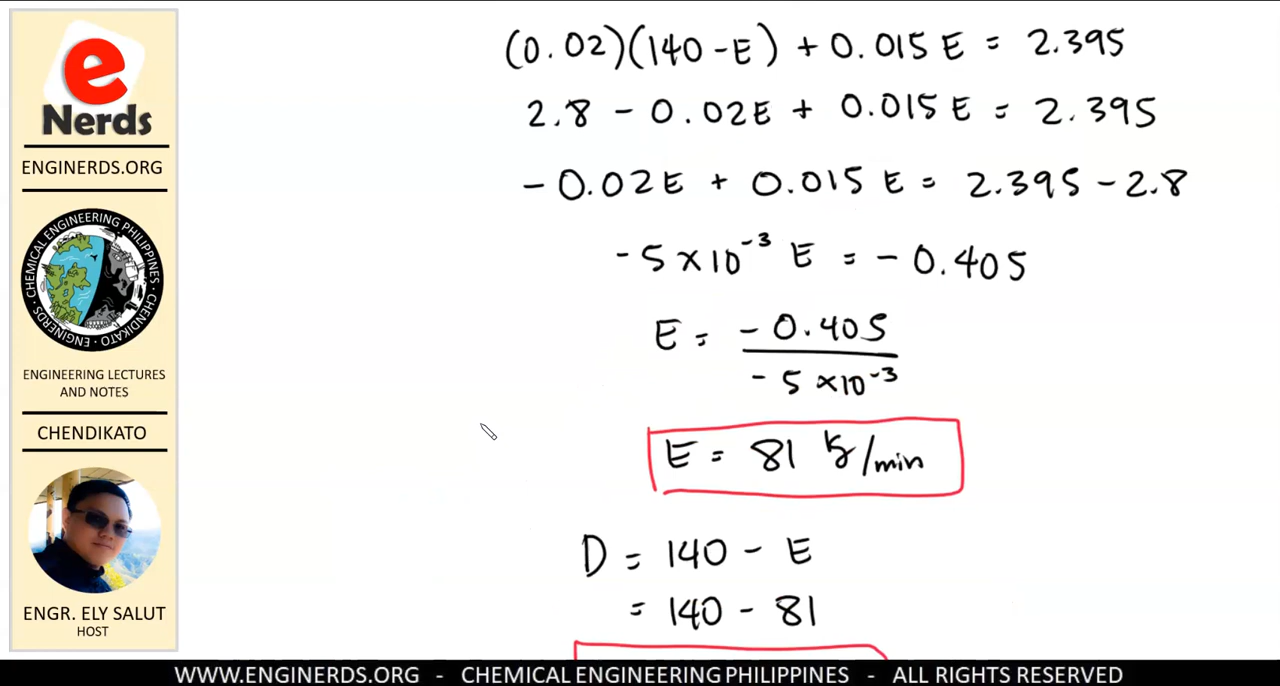 e
Nerds
ENGINERDS.ORG
CHEMICAL ENGINEERING PHILIPPINES
CHENDIKATO - ENGINERDS
ENGINEERING LECTURES
AND NOTES
CHENDIKATO
ENGR. ELY SALUT
HOST
(0.02)(140 - E) + 0.015 E = 2.395
2.8 - 0.02E + 0.015 E = 2.395
- 0.02E + 0.015 E = 2.395 - 2.8
- 5 × 10⁻³ E = - 0.405
E = - 0.405 / - 5 × 10⁻³
E = 81 kg/min
D = 140 - E
= 140 - 81
WWW.ENGINERDS.ORG - CHEMICAL ENGINEERING PHILIPPINES - ALL RIGHTS RESERVED